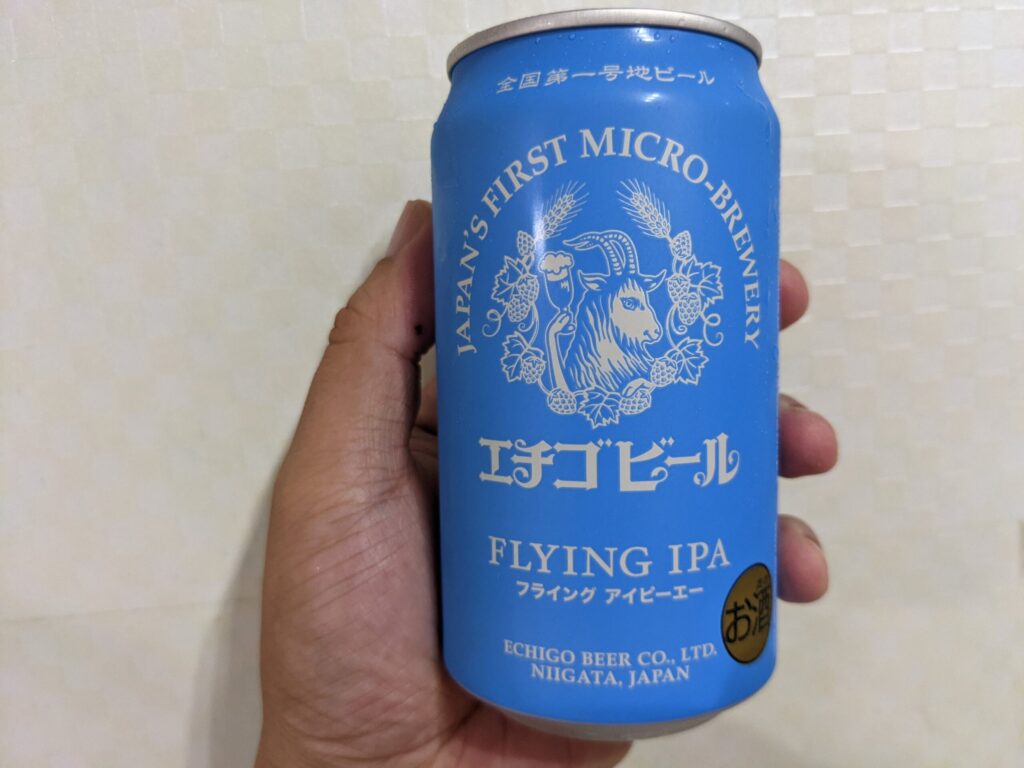 全国第一号地ビール
JAPAN'S FIRST MICRO-BREWERY
エチゴビール
FLYING IPA
フライング アイピーエー
お酒
ECHIGO BEER CO., LTD.
NIIGATA, JAPAN